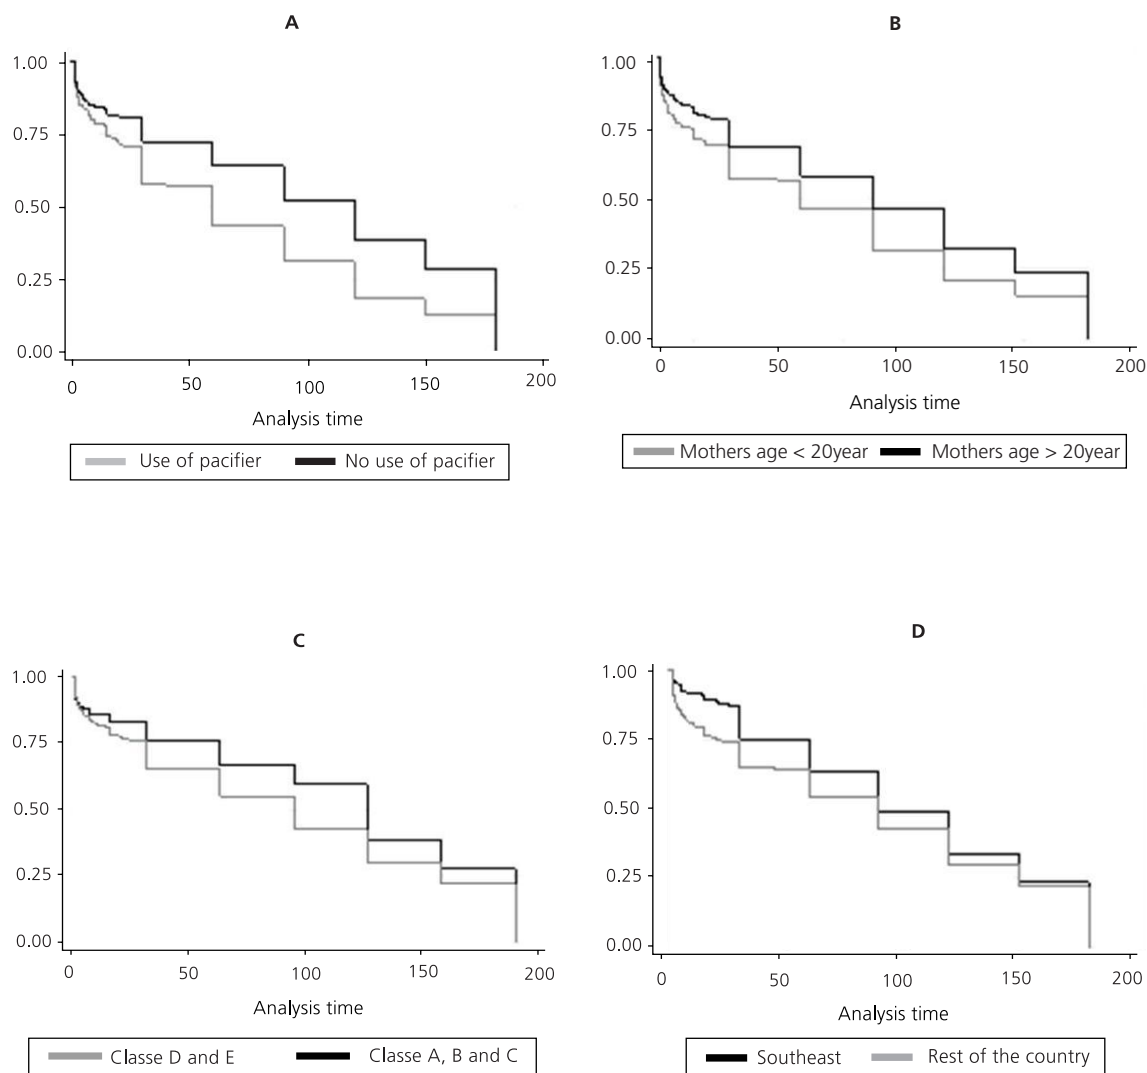 A
1.00
0.75
0.50
0.25
0.00
0 50 100 150 200
Analysis time
Use of pacifier No use of pacifier
B
1.00
0.75
0.50
0.25
0.00
0 50 100 150 200
Analysis time
Mothers age < 20year Mothers age > 20year
C
1.00
0.75
0.50
0.25
0.00
0 50 100 150 200
Analysis time
Classe D and E Classe A, B and C
D
1.00
0.75
0.50
0.25
0.00
0 50 100 150 200
Analysis time
Southeast Rest of the country